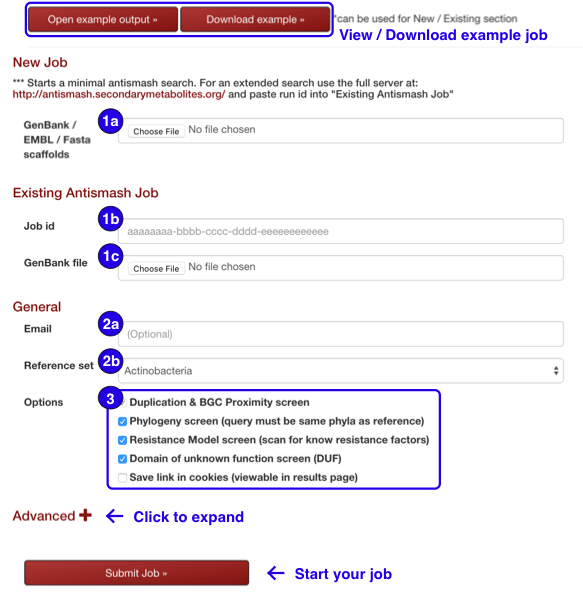 Open example output » Download example » *can be used for New / Existing section
View / Download example job
New Job
*** Starts a minimal antismash search. For an extended search use the full server at:
http://antismash.secondarymetabolites.org/ and paste run id into "Existing Antismash Job"
GenBank / EMBL / Fasta scaffolds 1a Choose File No file chosen
Existing Antismash Job
Job id 1b aaaaaaaa-bbbb-cccc-dddd-eeeeeeeeeeee
GenBank file 1c Choose File No file chosen
General
Email 2a (Optional)
Reference set 2b Actinobacteria
Options 3 Duplication & BGC Proximity screen
Phylogeny screen (query must be same phyla as reference)
Resistance Model screen (scan for know resistance factors)
Domain of unknown function screen (DUF)
Save link in cookies (viewable in results page)
Advanced + ← Click to expand
Submit Job » ← Start your job